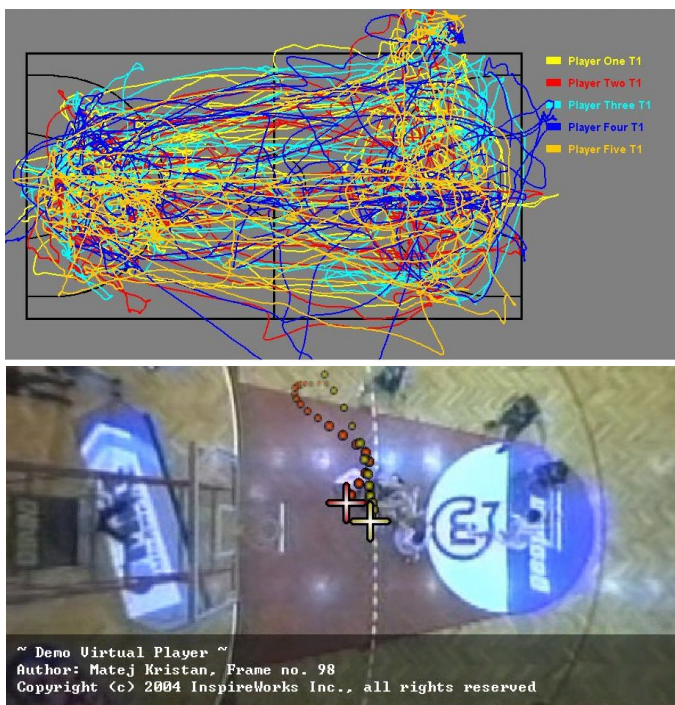 Player One T1
Player Two T1
Player Three T1
Player Four T1
Player Five T1
~ Demo Virtual Player ~
Author: Matej Kristan, Frame no. 98
Copyright (c) 2004 InspireWorks Inc., all rights reserved